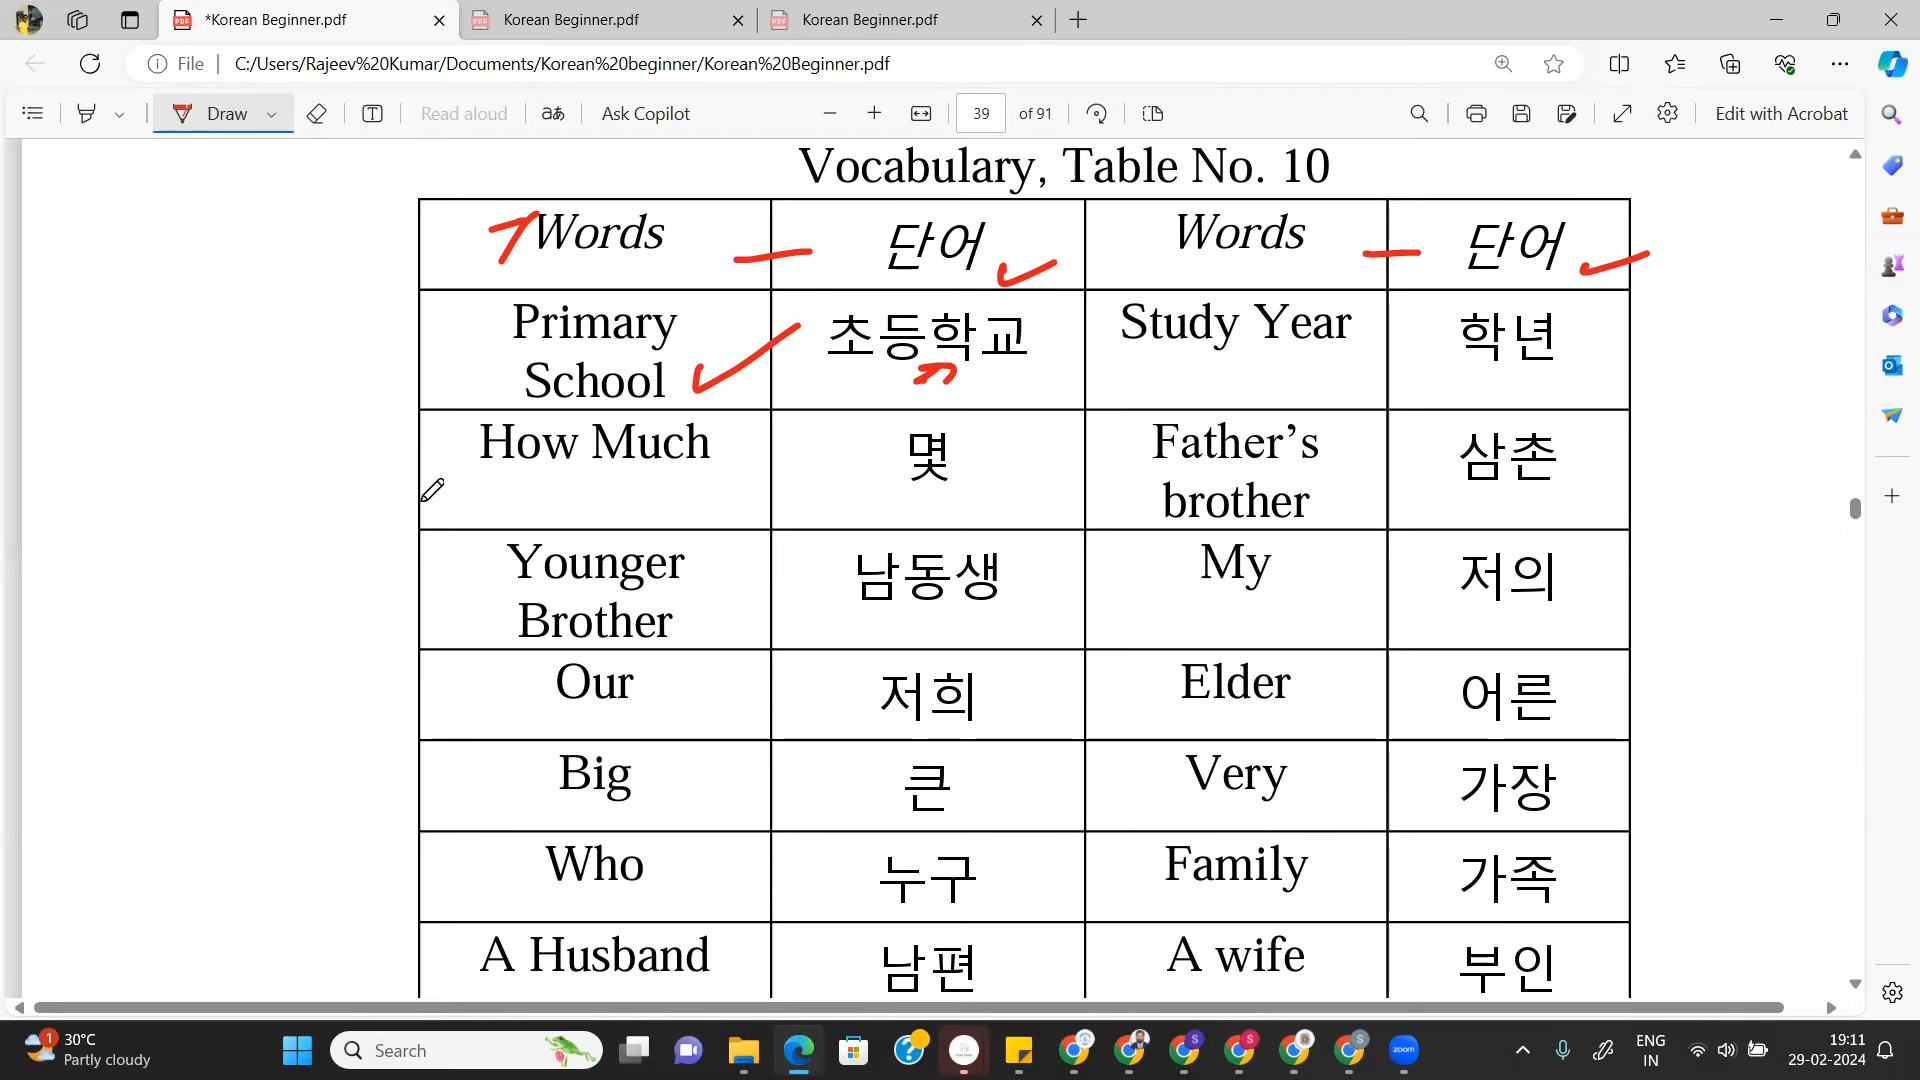 *Korean Beginner.pdf
Korean Beginner.pdf
Korean Beginner.pdf
File
C:/Users/Rajeev%20Kumar/Documents/Korean%20beginner/Korean%20Beginner.pdf
Draw
Read aloud
aあ
Ask Copilot
39
of 91
Edit with Acrobat
Vocabulary, Table No. 10
Words 단어 Words 단어
Primary School 초등학교 Study Year 학년
How Much 몇 Father’s brother 삼촌
Younger Brother 남동생 My 저의
Our 저희 Elder 어른
Big 큰 Very 가장
Who 누구 Family 가족
A Husband 남편 A wife 부인
1
30°C
Partly cloudy
Search
zoom
ENG
IN
19:11
29-02-2024